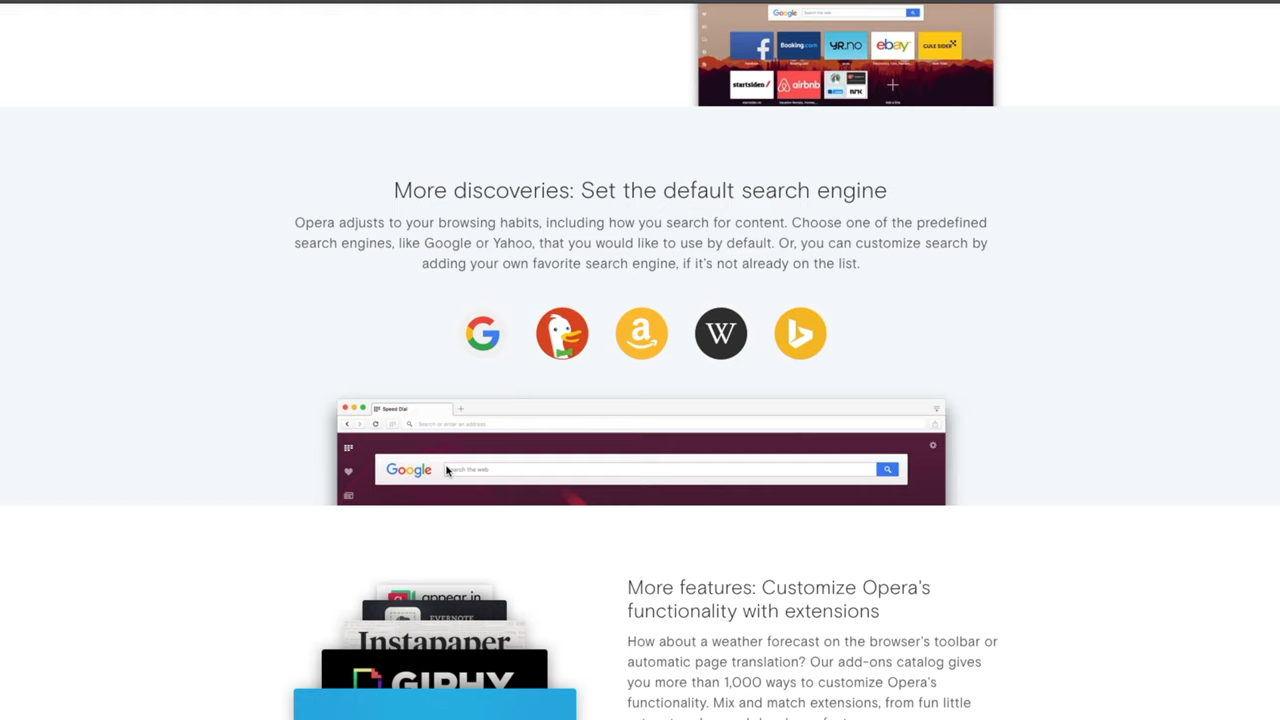 Google Search the web
Booking.com YR.NO ebay GULE SIDER
Facebook
startsiden airbnb NRK
Add a Site
More discoveries: Set the default search engine
Opera adjusts to your browsing habits, including how you search for content. Choose one of the predefined
search engines, like Google or Yahoo, that you would like to use by default. Or, you can customize search by
adding your own favorite search engine, if it's not already on the list.
Speed Dial
Search or enter an address
Google Search the web
More features: Customize Opera's
functionality with extensions
appear.in
EVERNOTE
Instapaper
GIPHY
How about a weather forecast on the browser's toolbar or
automatic page translation? Our add-ons catalog gives
you more than 1,000 ways to customize Opera's
functionality. Mix and match extensions, from fun little